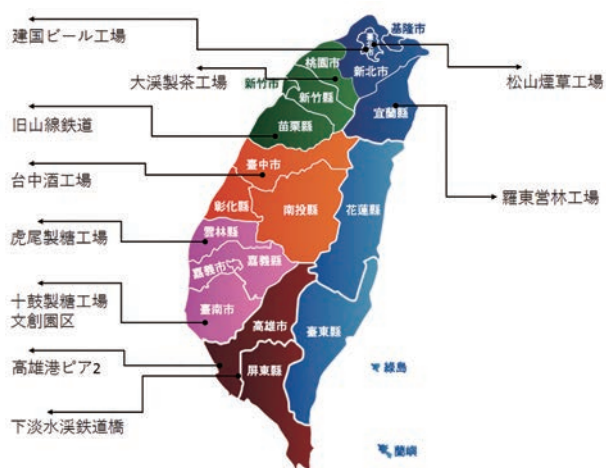 建国ビール工場
大渓製茶工場
旧山線鉄道
台中酒工場
虎尾製糖工場
十鼓製糖工場
文創園区
高雄港ピア2
下淡水渓鉄道橋
松山煙草工場
羅東営林工場
基隆市
新北市
桃園市
新竹市
新竹縣
苗栗縣
宜蘭縣
臺中市
彰化縣
南投縣
花蓮縣
雲林縣
嘉義市
嘉義縣
臺南市
高雄市
臺東縣
屏東縣
綠島
蘭嶼